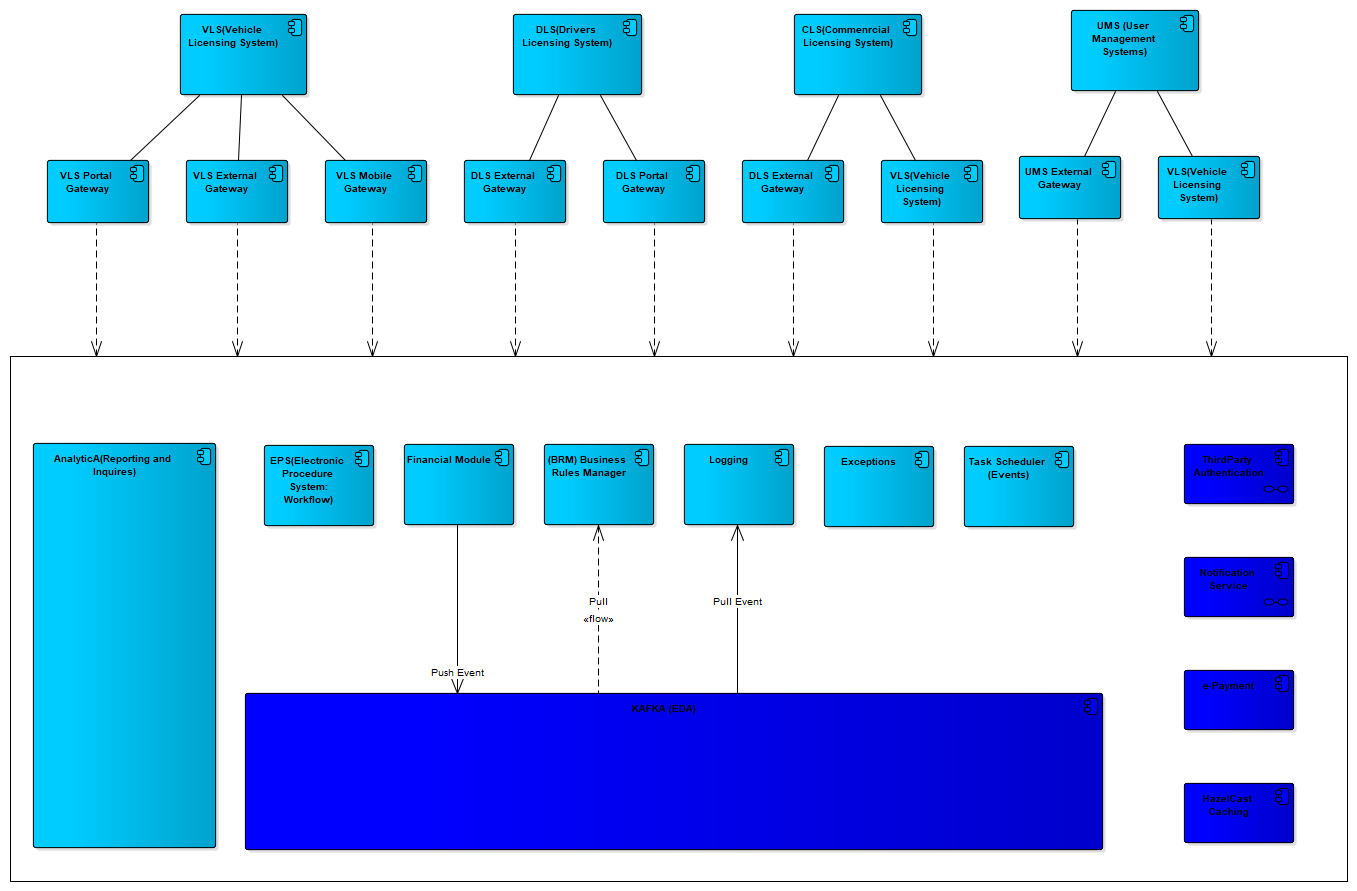 VLS(Vehicle
Licensing System)
DLS(Drivers
Licensing System)
CLS(Commenrcial
Licensing System)
UMS (User
Management
Systems)
VLS Portal
Gateway
VLS External
Gateway
VLS Mobile
Gateway
DLS External
Gateway
DLS Portal
Gateway
DLS External
Gateway
VLS(Vehicle
Licensing
System)
UMS External
Gateway
VLS(Vehicle
Licensing
System)
AnalyticA(Reporting and
Inquires)
EPS(Electronic
Procedure
System:
Workflow)
Financial Module
(BRM) Business
Rules Manager
Logging
Exceptions
Task Scheduler
(Events)
ThirdParty
Authentication
Notification
Service
e-Payment
HazelCast
Caching
Pull
«flow»
Pull Event
Push Event
KAFKA (EDA)